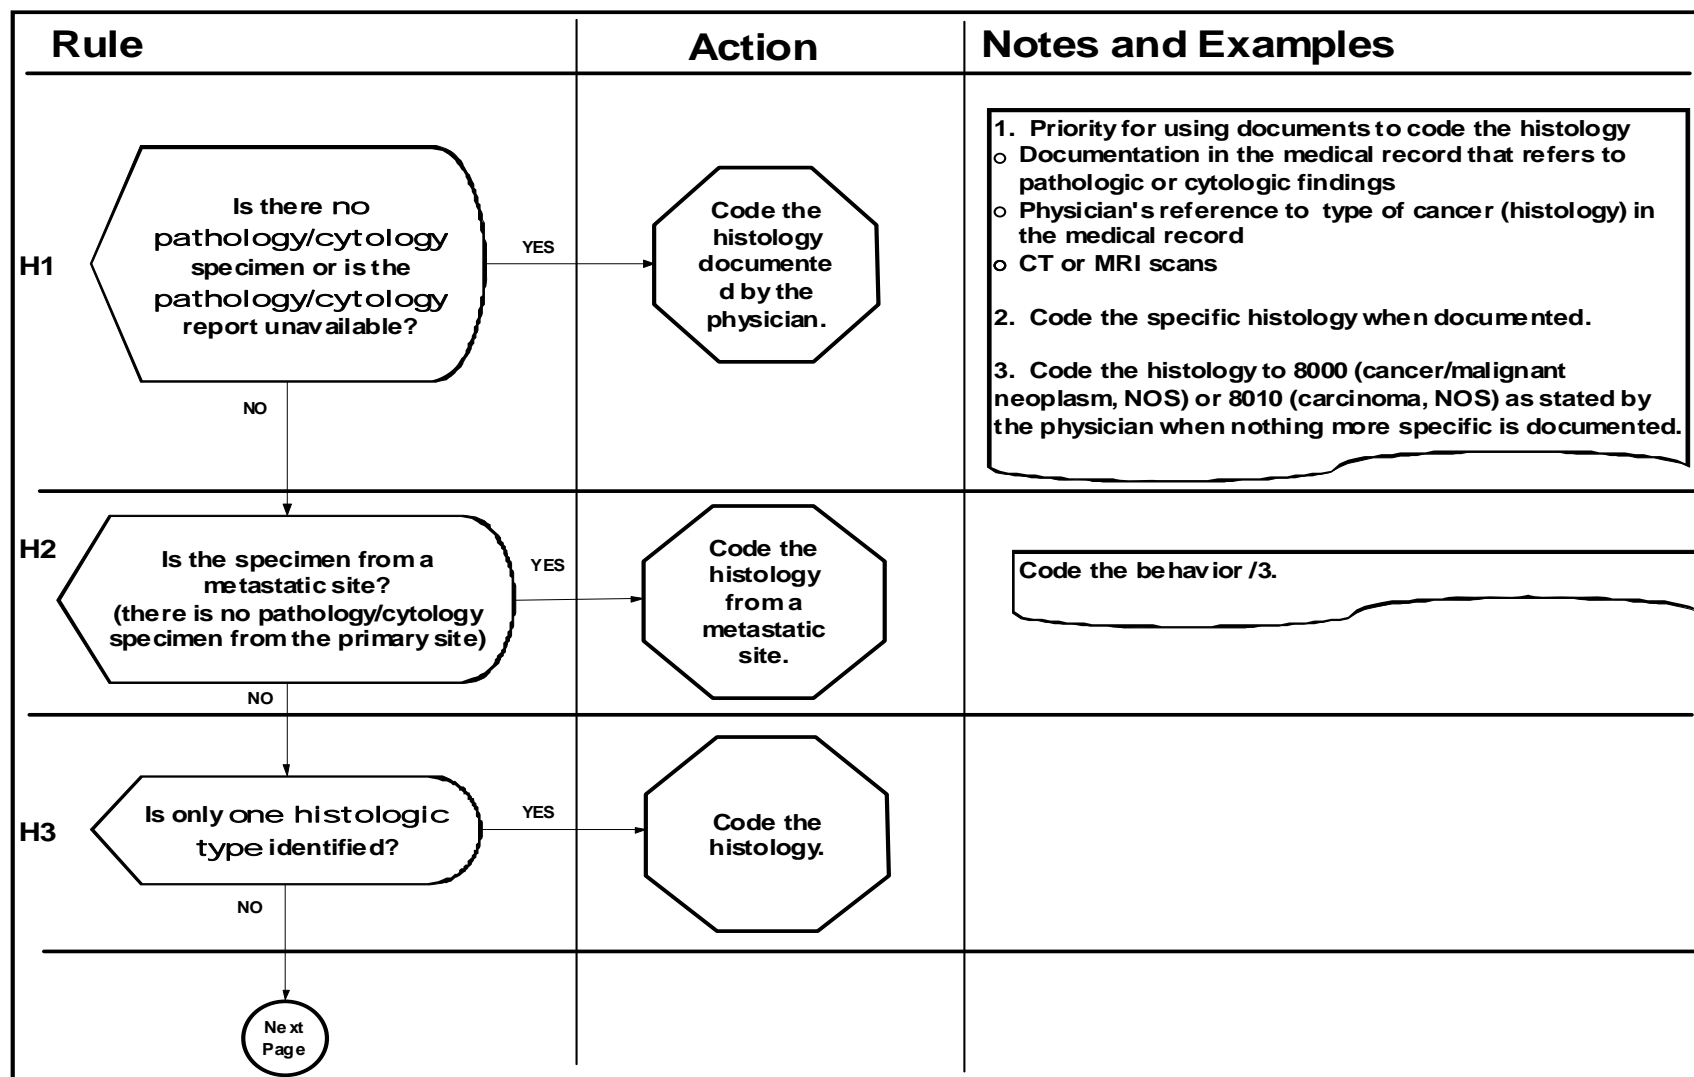 Rule
Action
Notes and Examples
H1
Is there no
pathology/cytology
specimen or is the
pathology/cytology
report unavailable?
YES
NO
Code the
histology
documente
d by the
physician.
1. Priority for using documents to code the histology
o Documentation in the medical record that refers to
pathologic or cytologic findings
o Physician's reference to type of cancer (histology) in
the medical record
o CT or MRI scans
2. Code the specific histology when documented.
3. Code the histology to 8000 (cancer/malignant
neoplasm, NOS) or 8010 (carcinoma, NOS) as stated by
the physician when nothing more specific is documented.
H2
Is the specimen from a
metastatic site?
(there is no pathology/cytology
specimen from the primary site)
YES
NO
Code the
histology
from a
metastatic
site.
Code the behavior /3.
H3
Is only one histologic
type identified?
YES
NO
Code the
histology.
Next
Page